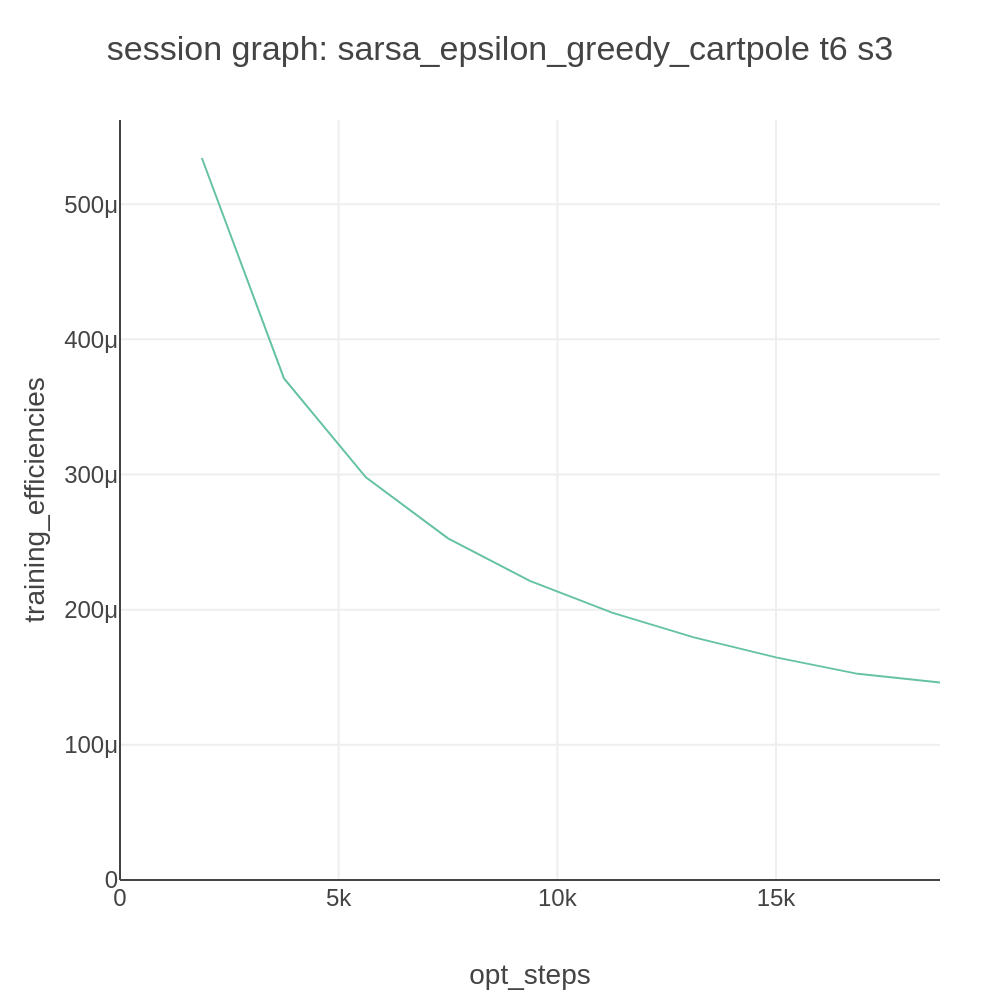 session graph: sarsa_epsilon_greedy_cartpole t6 s3
training_efficiencies
500μ
400μ
300μ
200μ
100μ
0
0
5k
10k
15k
opt_steps